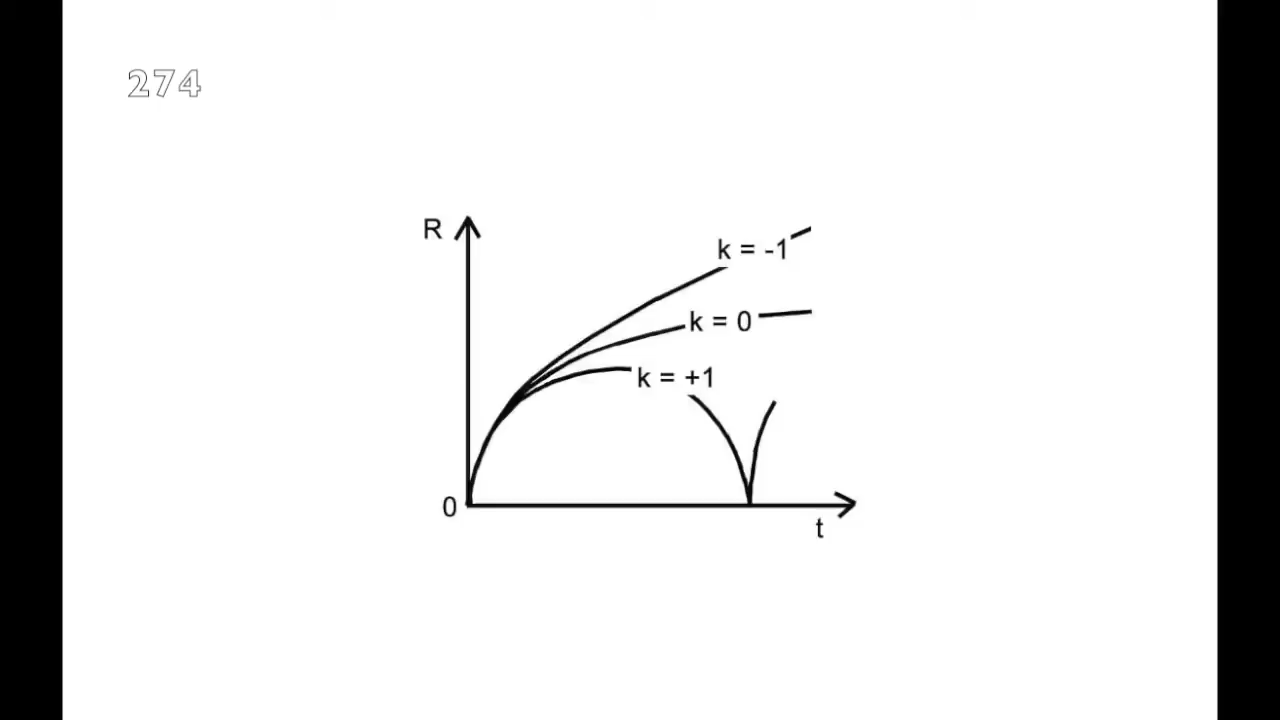 274
R
k = -1
k = 0
k = +1
0
t